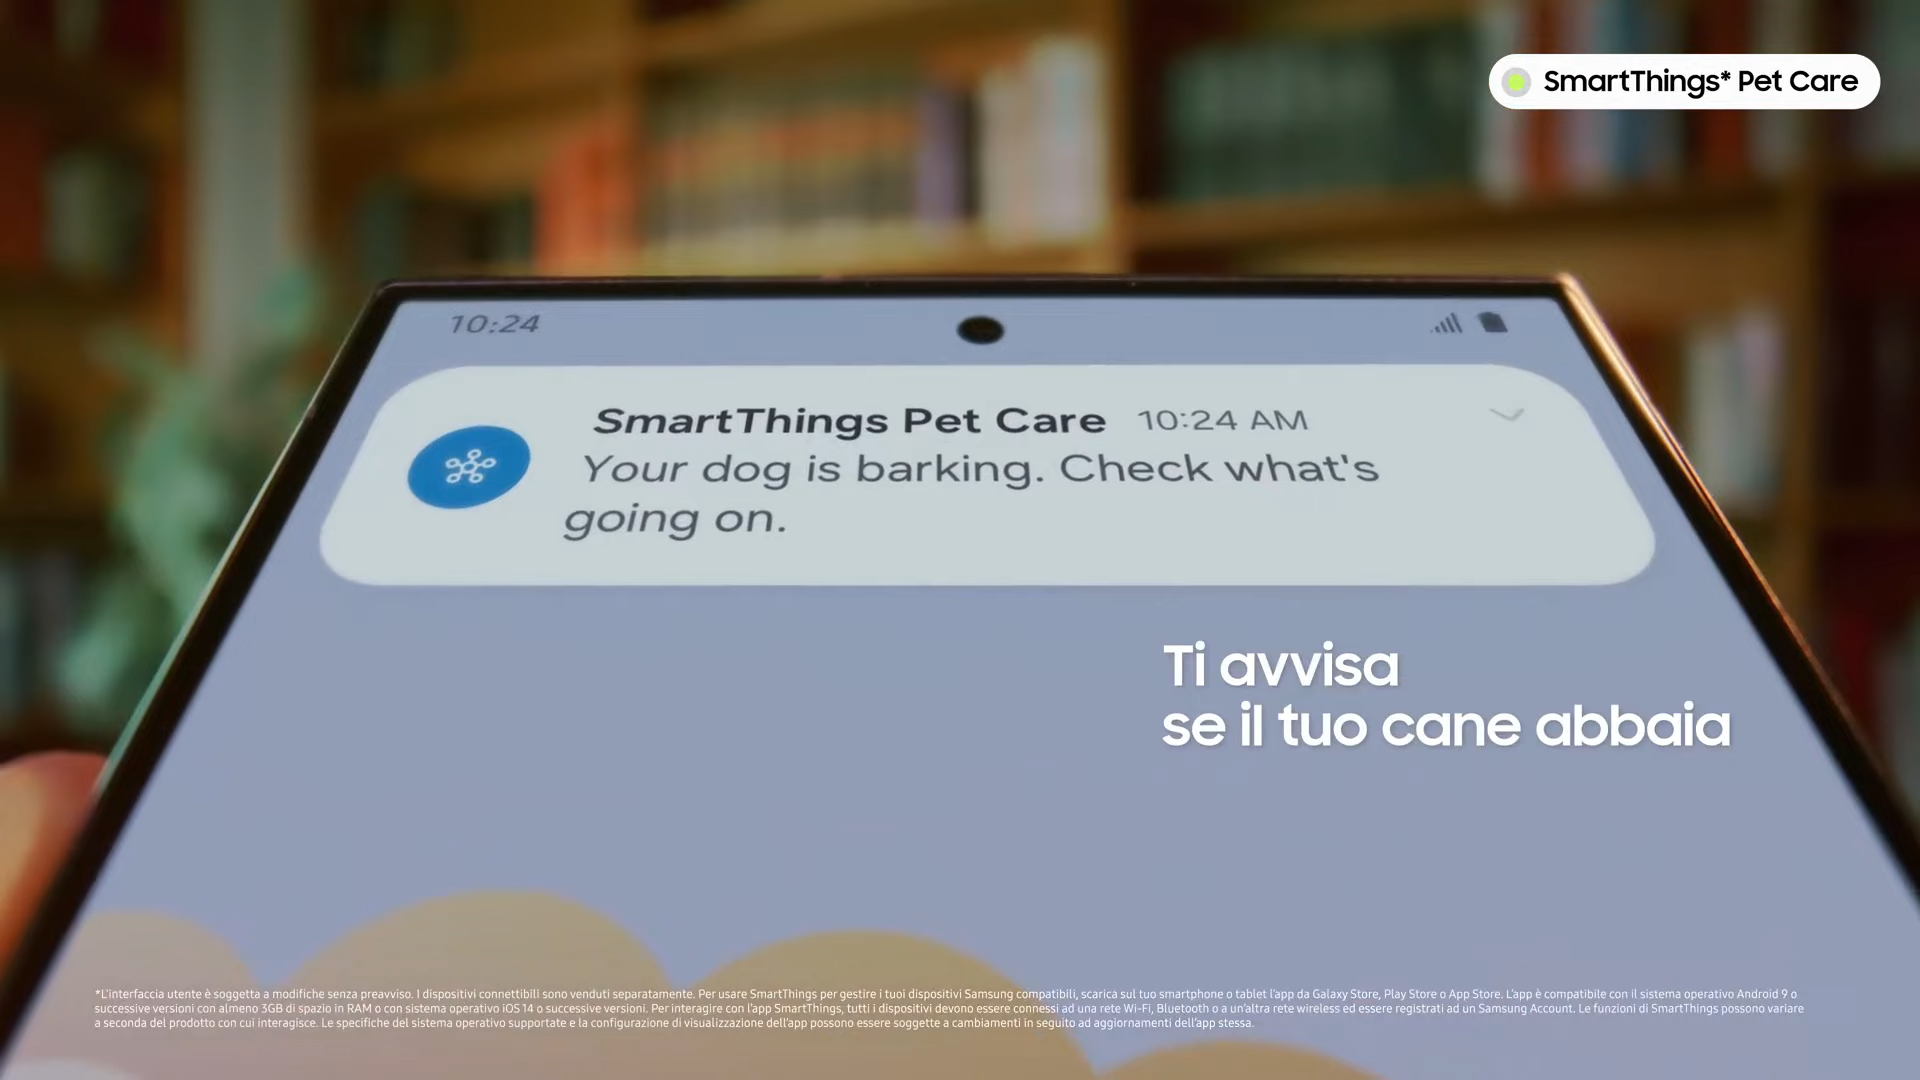 SmartThings* Pet Care
10:24
SmartThings Pet Care 10:24 AM
Your dog is barking. Check what's
going on.
Ti avvisa
se il tuo cane abbaia
*L'interfaccia utente è soggetta a modifiche senza preavviso. I dispositivi connettibili sono venduti separatamente. Per usare SmartThings per gestire i tuoi dispositivi Samsung compatibili, scarica sul tuo smartphone o tablet l'app da Galaxy Store, Play Store o App Store. L'app è compatibile con il sistema operativo Android 9 o
successive versioni con almeno 3GB di spazio in RAM o con sistema operativo iOS 14 o successive versioni. Per interagire con l'app SmartThings, tutti i dispositivi devono essere connessi ad una rete Wi-Fi, Bluetooth o a un'altra rete wireless ed essere registrati ad un Samsung Account. Le funzioni di SmartThings possono variare
a seconda del prodotto con cui interagisce. Le specifiche del sistema operativo supportate e la configurazione di visualizzazione dell'app possono essere soggette a cambiamenti in seguito ad aggiornamenti dell'app stessa.